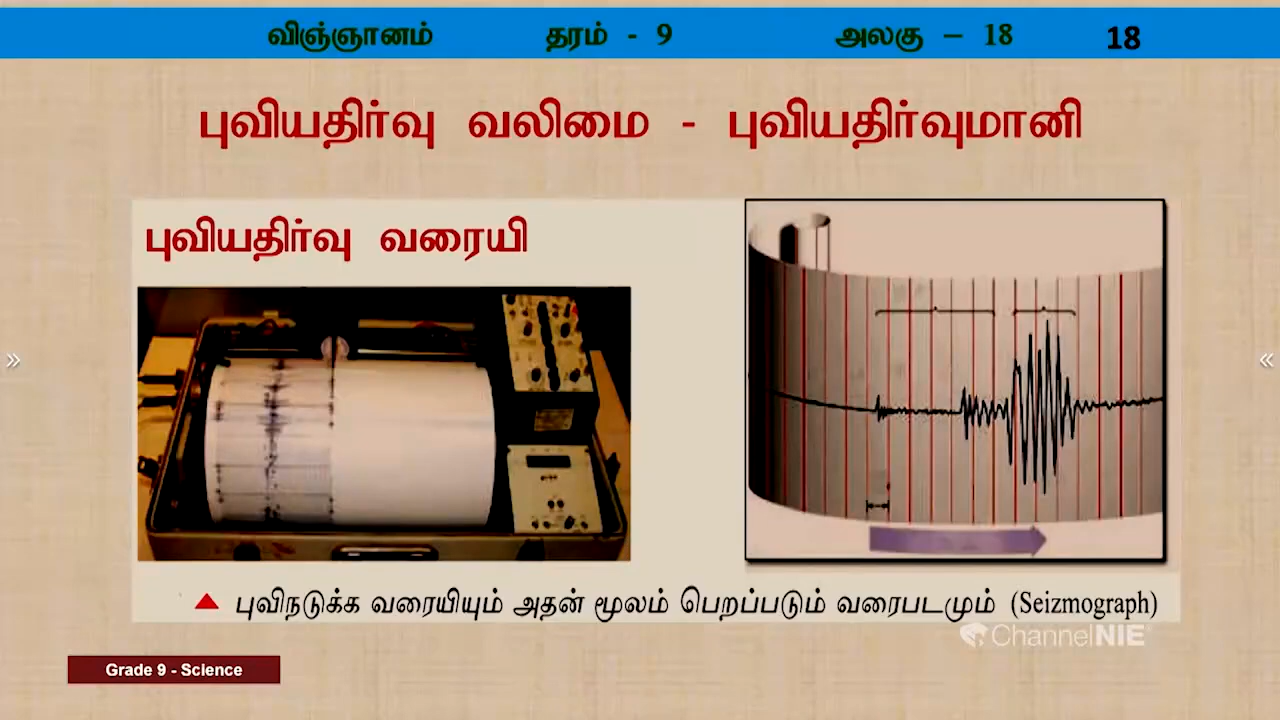 விஞ்ஞானம் தரம் - 9 அலகு – 18 18
புவியதிர்வு வலிமை - புவியதிர்வுமானி
புவியதிர்வு வரையி
புவிநடுக்க வரையியும் அதன் மூலம் பெறப்படும் வரைபடமும் (Seizmograph)
ChannelNIE
Grade 9 - Science